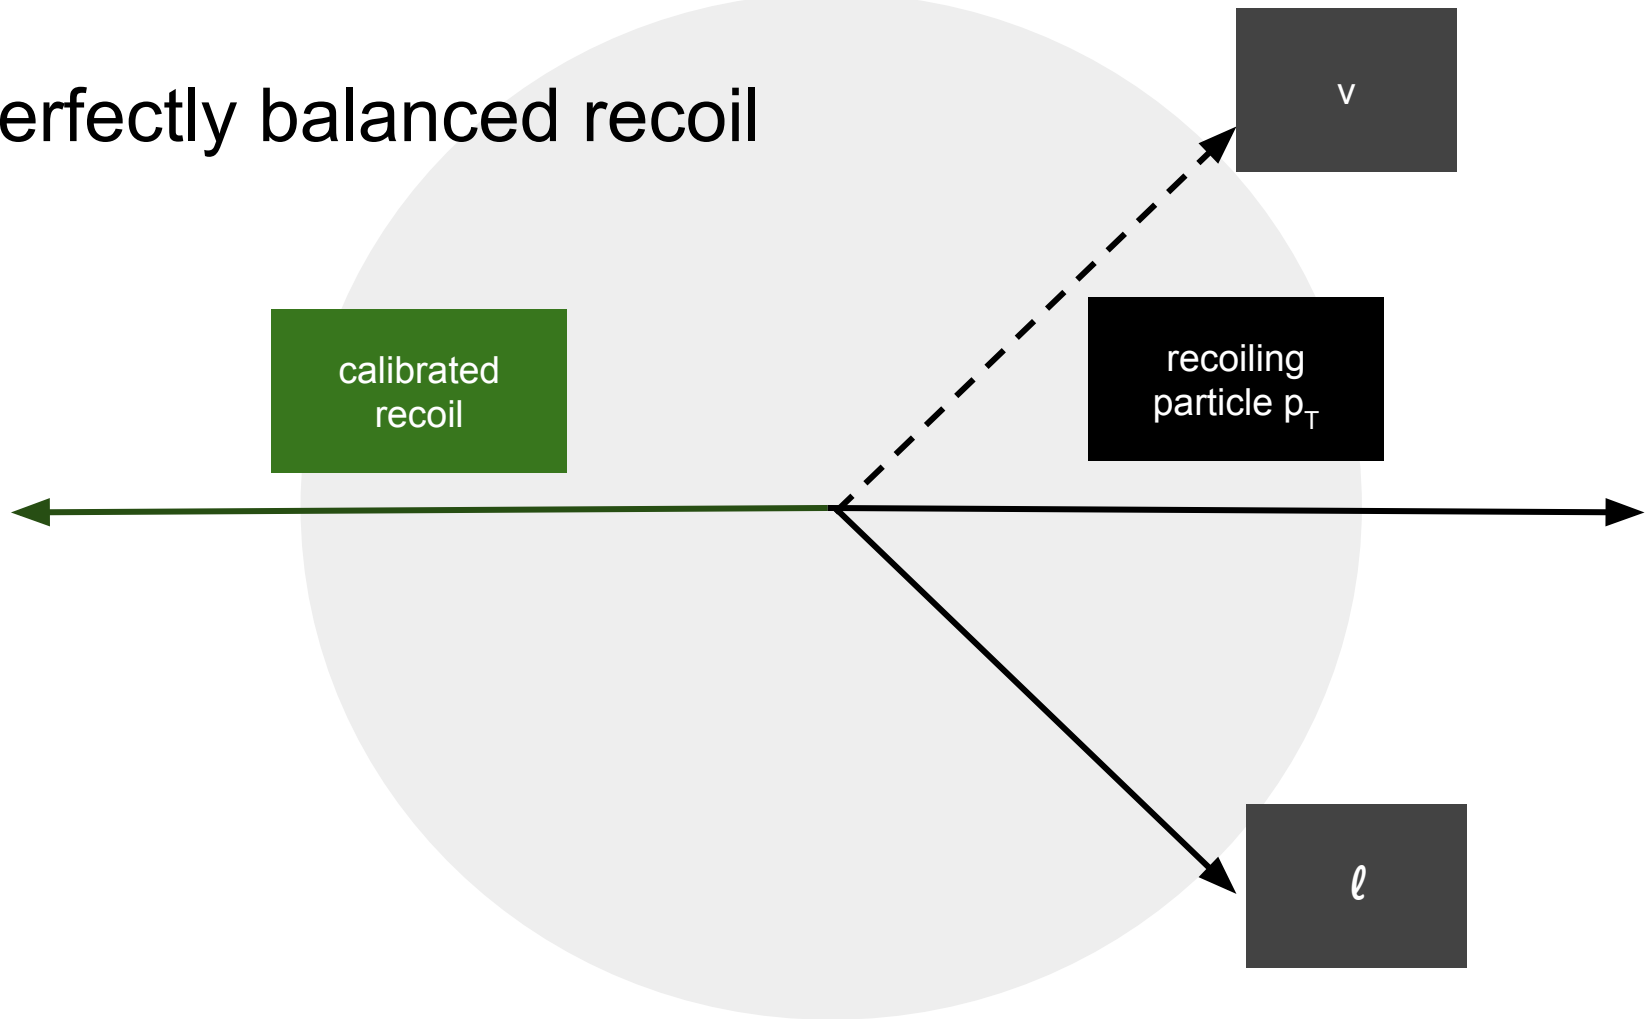 erfectly balanced recoil
v
calibrated
recoil
recoiling
particle pT
ℓ